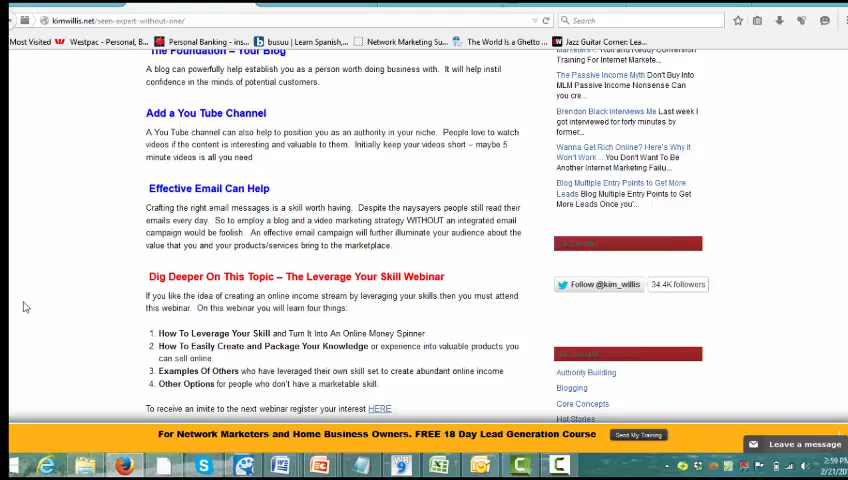 kimwillis.net/seen-expert-without-one/
Search
Most Visited
Westpac - Personal, B...
Personal Banking - ins...
busuu | Learn Spanish,...
Network Marketing Su...
The World Is a Ghetto ...
Jazz Guitar Corner: Lea...
The Foundation – Your Blog
A blog can powerfully help establish you as a person worth doing business with. It will help instil
confidence in the minds of potential customers.
Add a You Tube Channel
A You Tube channel can also help to position you as an authority in your niche. People love to watch
videos if the content is interesting and valuable to them. Initially keep your videos short – maybe 5
minute videos is all you need
Effective Email Can Help
Crafting the right email messages is a skill worth having. Despite the naysayers people still read their
emails every day. So to employ a blog and a video marketing strategy WITHOUT an integrated email
campaign would be foolish. An effective email campaign will further illuminate your audience about the
value that you and your products/services bring to the marketplace.
Dig Deeper On This Topic – The Leverage Your Skill Webinar
If you like the idea of creating an online income stream by leveraging your skills then you must attend
this webinar. On this webinar you will learn four things:
1. How To Leverage Your Skill and Turn It Into An Online Money Spinner
2. How To Easily Create and Package Your Knowledge or experience into valuable products you
can sell online
3. Examples Of Others who have leveraged their own skill set to create abundant online income
4. Other Options for people who don't have a marketable skill.
To receive an invite to the next webinar register your interest HERE
Training For Internet Markete...
The Passive Income Myth Don't Buy Into
MLM Passive Income Nonsense Can
you cre...
Brendon Black Interviews Me Last week I
got interviewed for forty minutes by
former...
Wanna Get Rich Online? Here's Why It
Won't Work… You Don't Want To Be
Another Internet Marketing Failu...
Blog Multiple Entry Points to Get More
Leads Blog Multiple Entry Points to Get
More Leads Once you'...
Follow @kim_willis
34.4K followers
Authority Building
Blogging
Core Concepts
Hot Stories
For Network Marketers and Home Business Owners. FREE 18 Day Lead Generation Course
Send My Training
Leave a message
2:59 PM